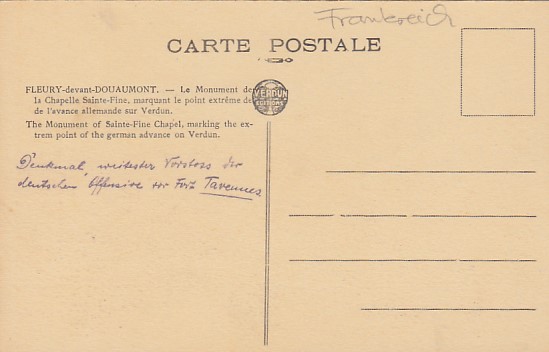 Frankreich
CARTE POSTALE
FLEURY-devant-DOUAUMONT. — Le Monument de
la Chapelle Sainte-Fine, marquant le point extrême de
de l'avance allemande sur Verdun.
The Monument of Sainte-Fine Chapel, marking the ex-
trem point of the german advance on Verdun.
VERDUN
EDITIONS
Denkmal weitester Vorstoss der
deutschen Offensive vor Fort Tavennes